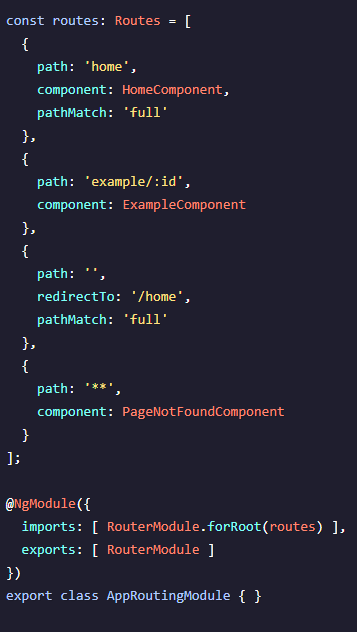 const routes: Routes = [
  {
    path: 'home',
    component: HomeComponent,
    pathMatch: 'full'
  },
  {
    path: 'example/:id',
    component: ExampleComponent
  },
  {
    path: '',
    redirectTo: '/home',
    pathMatch: 'full'
  },
  {
    path: '**',
    component: PageNotFoundComponent
  }
];

@NgModule({
  imports: [ RouterModule.forRoot(routes) ],
  exports: [ RouterModule ]
})
export class AppRoutingModule { }